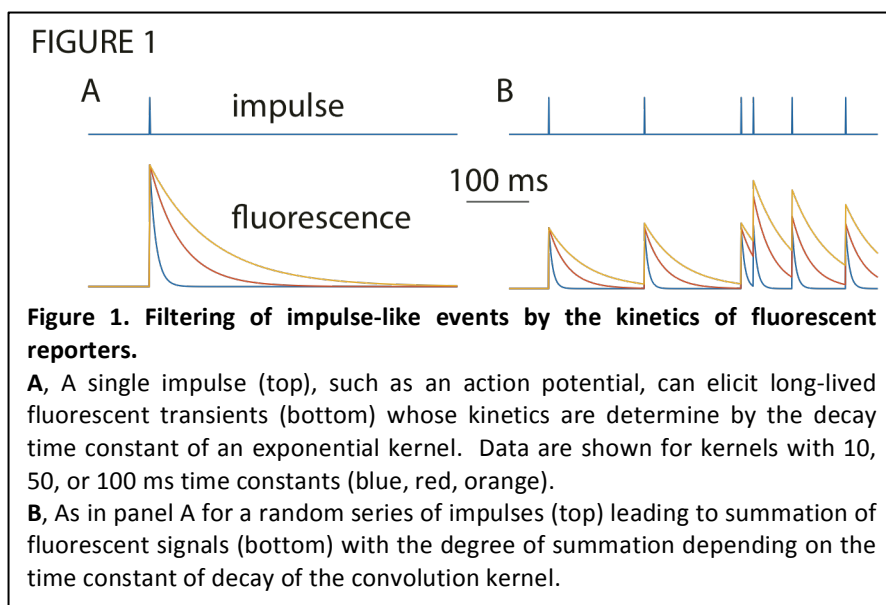 FIGURE 1
A
impulse
B
100 ms
fluorescence
Figure 1. Filtering of impulse-like events by the kinetics of fluorescent
reporters.
A, A single impulse (top), such as an action potential, can elicit long-lived
fluorescent transients (bottom) whose kinetics are determine by the decay
time constant of an exponential kernel. Data are shown for kernels with 10,
50, or 100 ms time constants (blue, red, orange).
B, As in panel A for a random series of impulses (top) leading to summation of
fluorescent signals (bottom) with the degree of summation depending on the
time constant of decay of the convolution kernel.